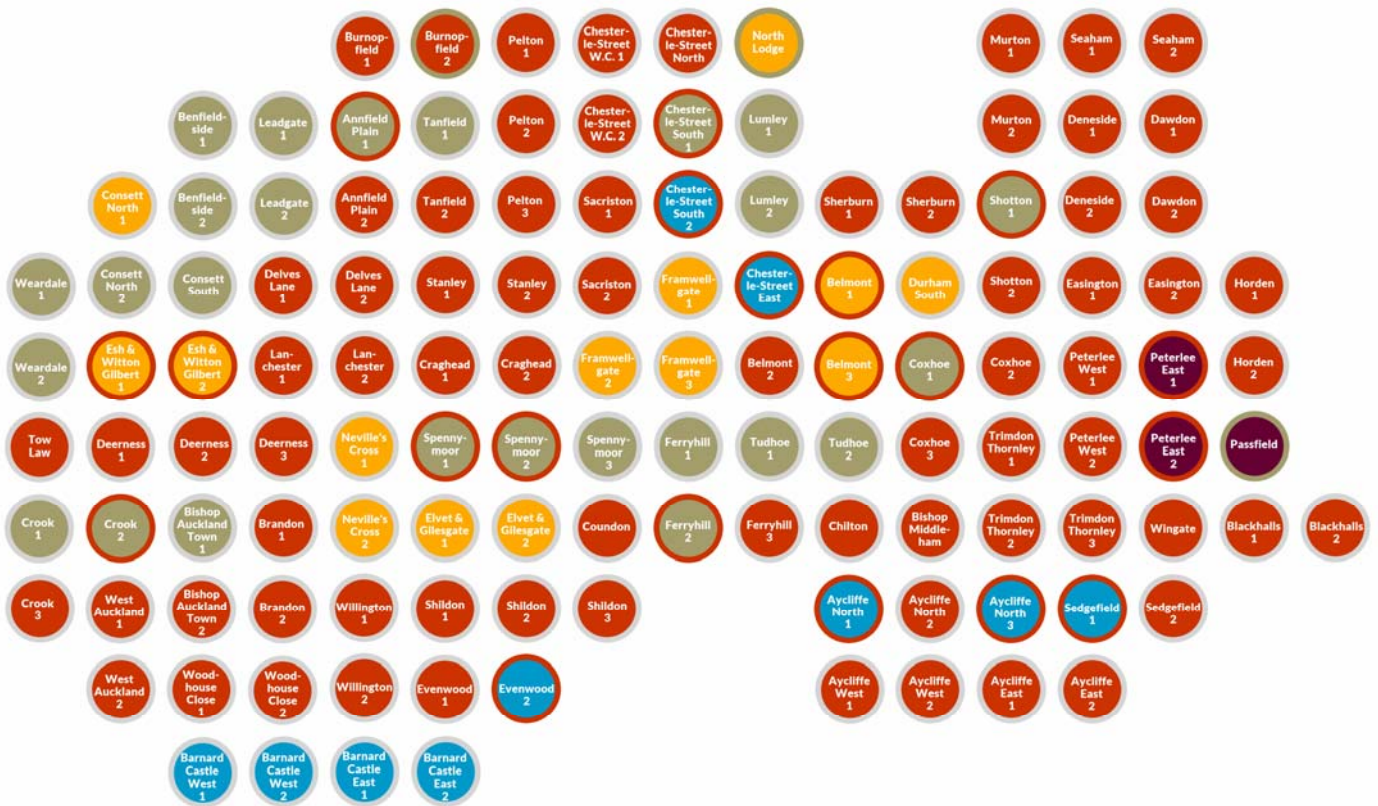 Burnop-
field
1
Burnop-
field
2
Pelton
1
Chester-
le-Street
W.C. 1
Chester-
le-Street
North
North
Lodge
Murton
1
Seaham
1
Seaham
2
Benfield-
side
1
Leadgate
1
Annfield
Plain
1
Tanfield
1
Pelton
2
Chester-
le-Street
W.C. 2
Chester-
le-Street
South
1
Lumley
1
Murton
2
Deneside
1
Dawdon
1
Consett
North
1
Benfield-
side
2
Leadgate
2
Annfield
Plain
2
Tanfield
2
Pelton
3
Sacriston
1
Chester-
le-Street
South
2
Lumley
2
Sherburn
1
Sherburn
2
Shotton
1
Deneside
2
Dawdon
2
Weardale
1
Consett
North
2
Consett
South
Delves
Lane
1
Delves
Lane
2
Stanley
1
Stanley
2
Sacriston
2
Framwell-
gate
1
Chester-
le-Street
East
Belmont
1
Durham
South
Shotton
2
Easington
1
Easington
2
Horden
1
Weardale
2
Esh &
Witton
Gilbert
1
Esh &
Witton
Gilbert
2
Lan-
chester
1
Lan-
chester
2
Craghead
1
Craghead
2
Framwell-
gate
2
Framwell-
gate
3
Belmont
2
Belmont
3
Coxhoe
1
Coxhoe
2
Peterlee
West
1
Peterlee
East
1
Horden
2
Tow
Law
Deerness
1
Deerness
2
Deerness
3
Neville's
Cross
1
Spenny-
moor
1
Spenny-
moor
2
Spenny-
moor
3
Ferryhill
1
Tudhoe
1
Tudhoe
2
Coxhoe
3
Trimdon
Thornley
1
Peterlee
West
2
Peterlee
East
2
Passfield
Crook
1
Crook
2
Bishop
Auckland
Town
1
Brandon
1
Neville's
Cross
2
Elvet &
Gilesgate
1
Elvet &
Gilesgate
2
Coundon
Ferryhill
2
Ferryhill
3
Chilton
Bishop
Middle-
ham
Trimdon
Thornley
2
Trimdon
Thornley
3
Wingate
Blackhalls
1
Blackhalls
2
Crook
3
West
Auckland
1
Bishop
Auckland
Town
2
Brandon
2
Willington
1
Shildon
1
Shildon
2
Shildon
3
Aycliffe
North
1
Aycliffe
North
2
Aycliffe
North
3
Sedgefield
1
Sedgefield
2
West
Auckland
2
Wood-
house
Close
1
Wood-
house
Close
2
Willington
2
Evenwood
1
Evenwood
2
Aycliffe
West
1
Aycliffe
West
2
Aycliffe
East
1
Aycliffe
East
2
Barnard
Castle
West
1
Barnard
Castle
West
2
Barnard
Castle
East
1
Barnard
Castle
East
2